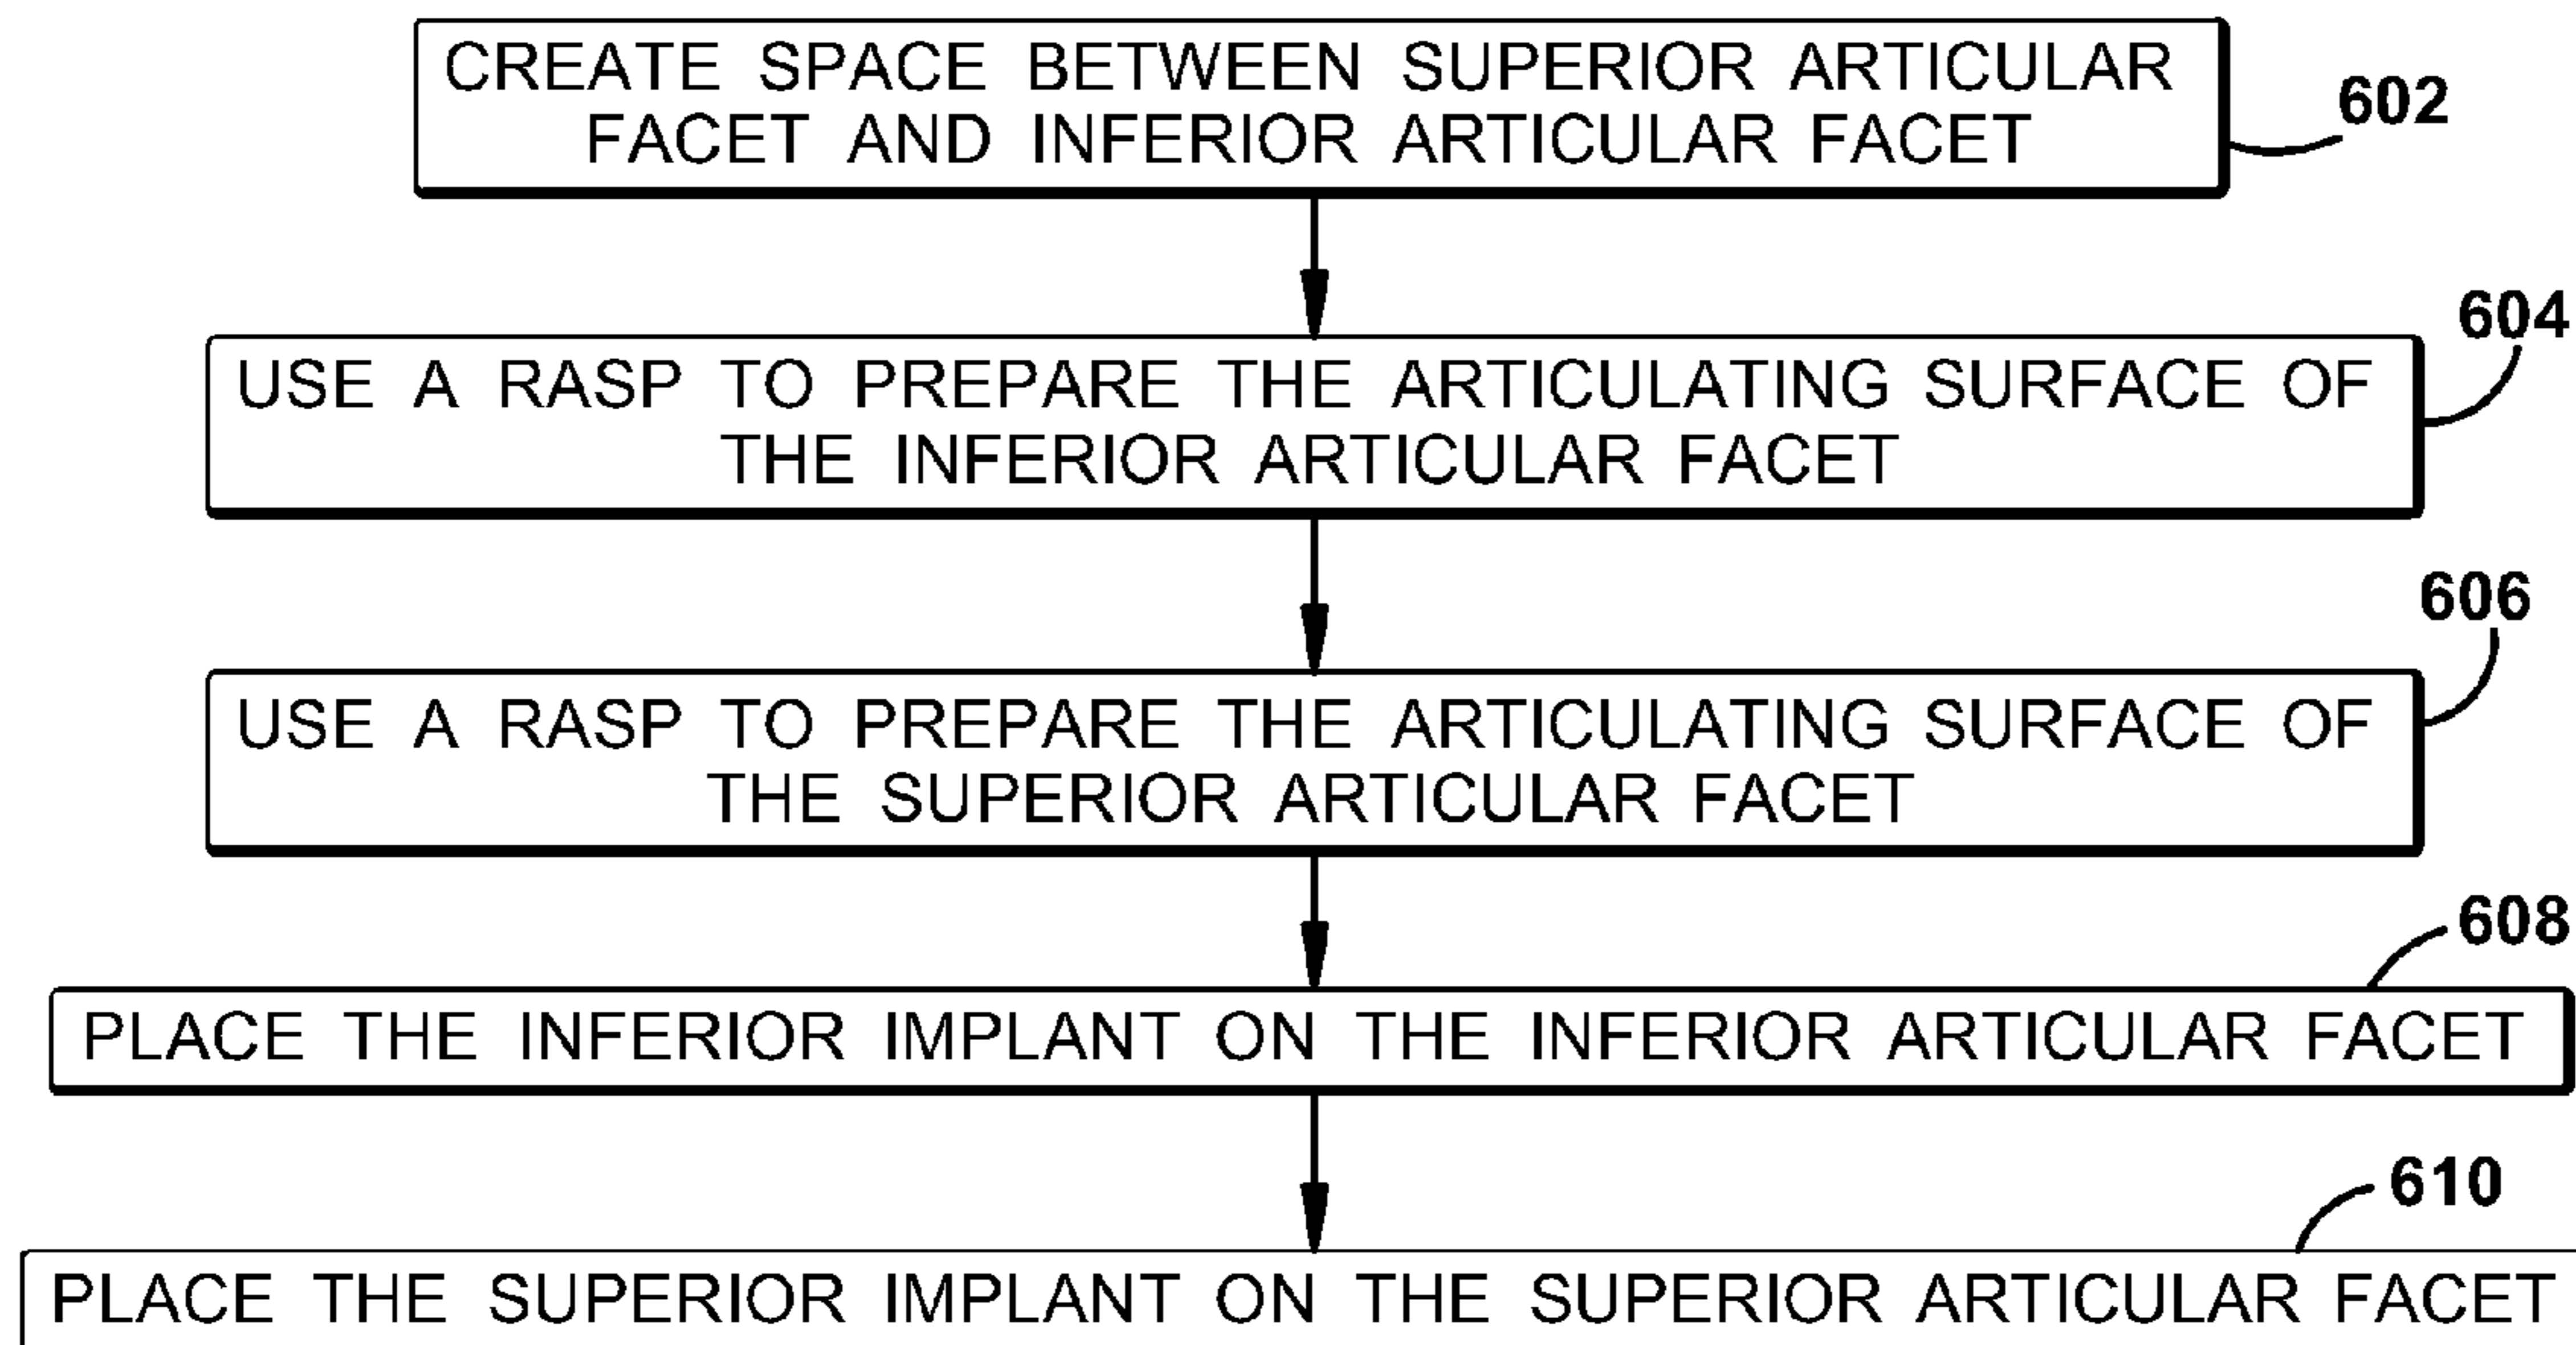 CREATE SPACE BETWEEN SUPERIOR ARTICULAR
FACET AND INFERIOR ARTICULAR FACET
602
604
USE A RASP TO PREPARE THE ARTICULATING SURFACE OF
THE INFERIOR ARTICULAR FACET
606
USE A RASP TO PREPARE THE ARTICULATING SURFACE OF
THE SUPERIOR ARTICULAR FACET
608
PLACE THE INFERIOR IMPLANT ON THE INFERIOR ARTICULAR FACET
610
PLACE THE SUPERIOR IMPLANT ON THE SUPERIOR ARTICULAR FACET